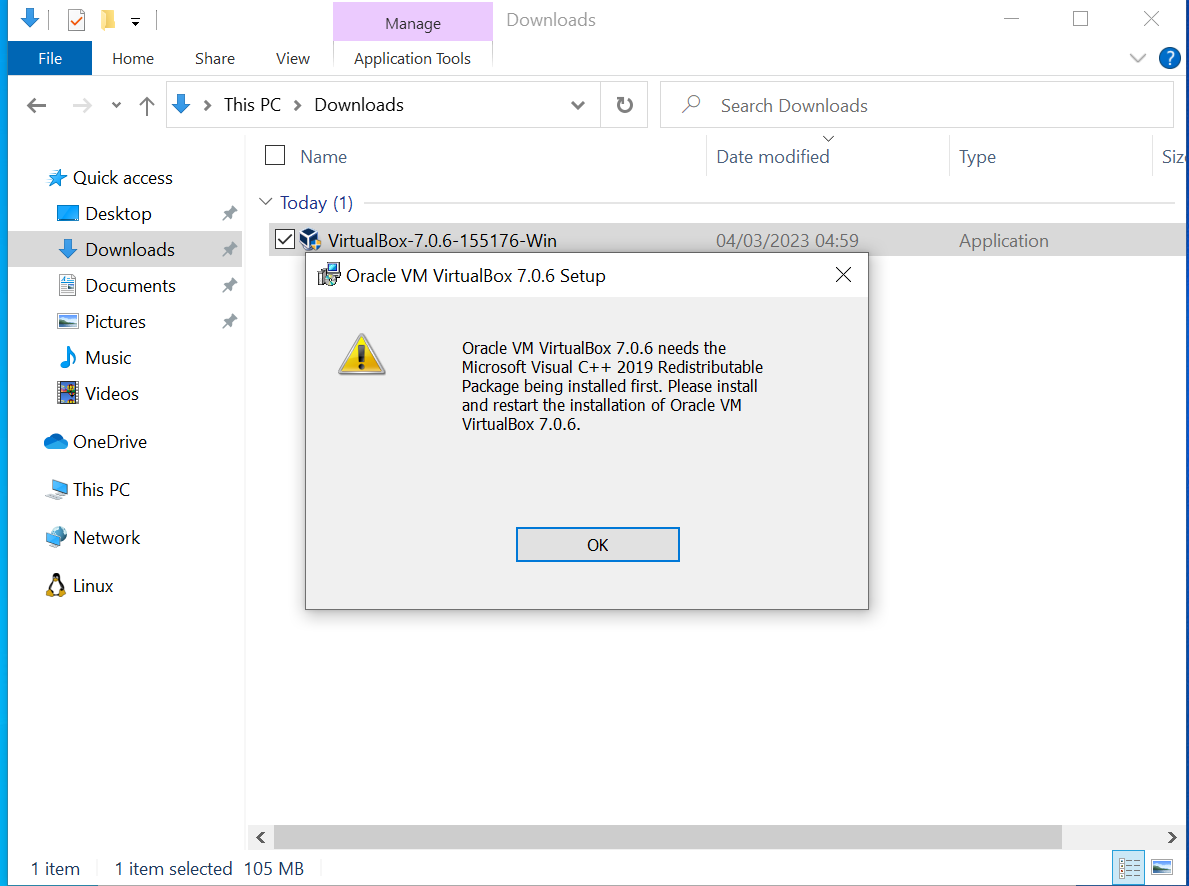 Manage
Downloads
File Home Share View Application Tools
This PC Downloads
Search Downloads
Name Date modified Type Size
Quick access
Today (1)
Desktop
VirtualBox-7.0.6-155176-Win 04/03/2023 04:59 Application
Downloads
Documents
Pictures
Music
Videos
OneDrive
This PC
Network
Linux
Oracle VM VirtualBox 7.0.6 Setup
Oracle VM VirtualBox 7.0.6 needs the
Microsoft Visual C++ 2019 Redistributable
Package being installed first. Please install
and restart the installation of Oracle VM
VirtualBox 7.0.6.
OK
1 item 1 item selected 105 MB